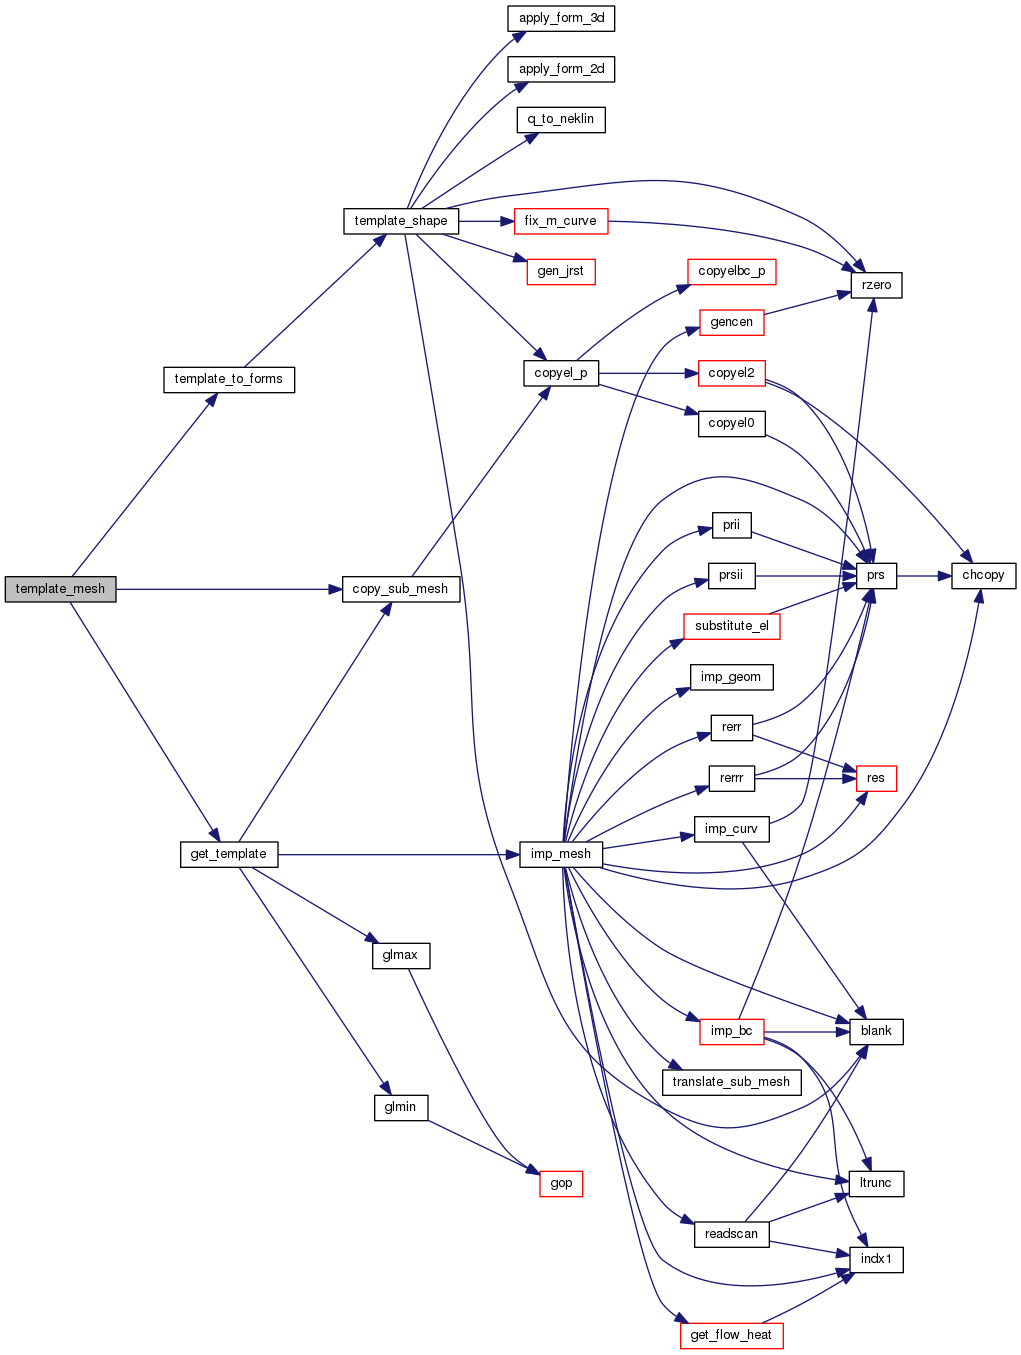 apply_form_3d
apply_form_2d
q_to_neklin
template_shape
fix_m_curve
gen_jrst
copyelbc_p
rzero
gencen
template_to_forms
copyel_p
copyel2
copyel0
prii
template_mesh
copy_sub_mesh
prsii
prs
chcopy
substitute_el
imp_geom
rerr
rerrr
res
imp_curv
get_template
imp_mesh
glmax
imp_bc
blank
translate_sub_mesh
glmin
gop
ltrunc
readscan
indx1
get_flow_heat